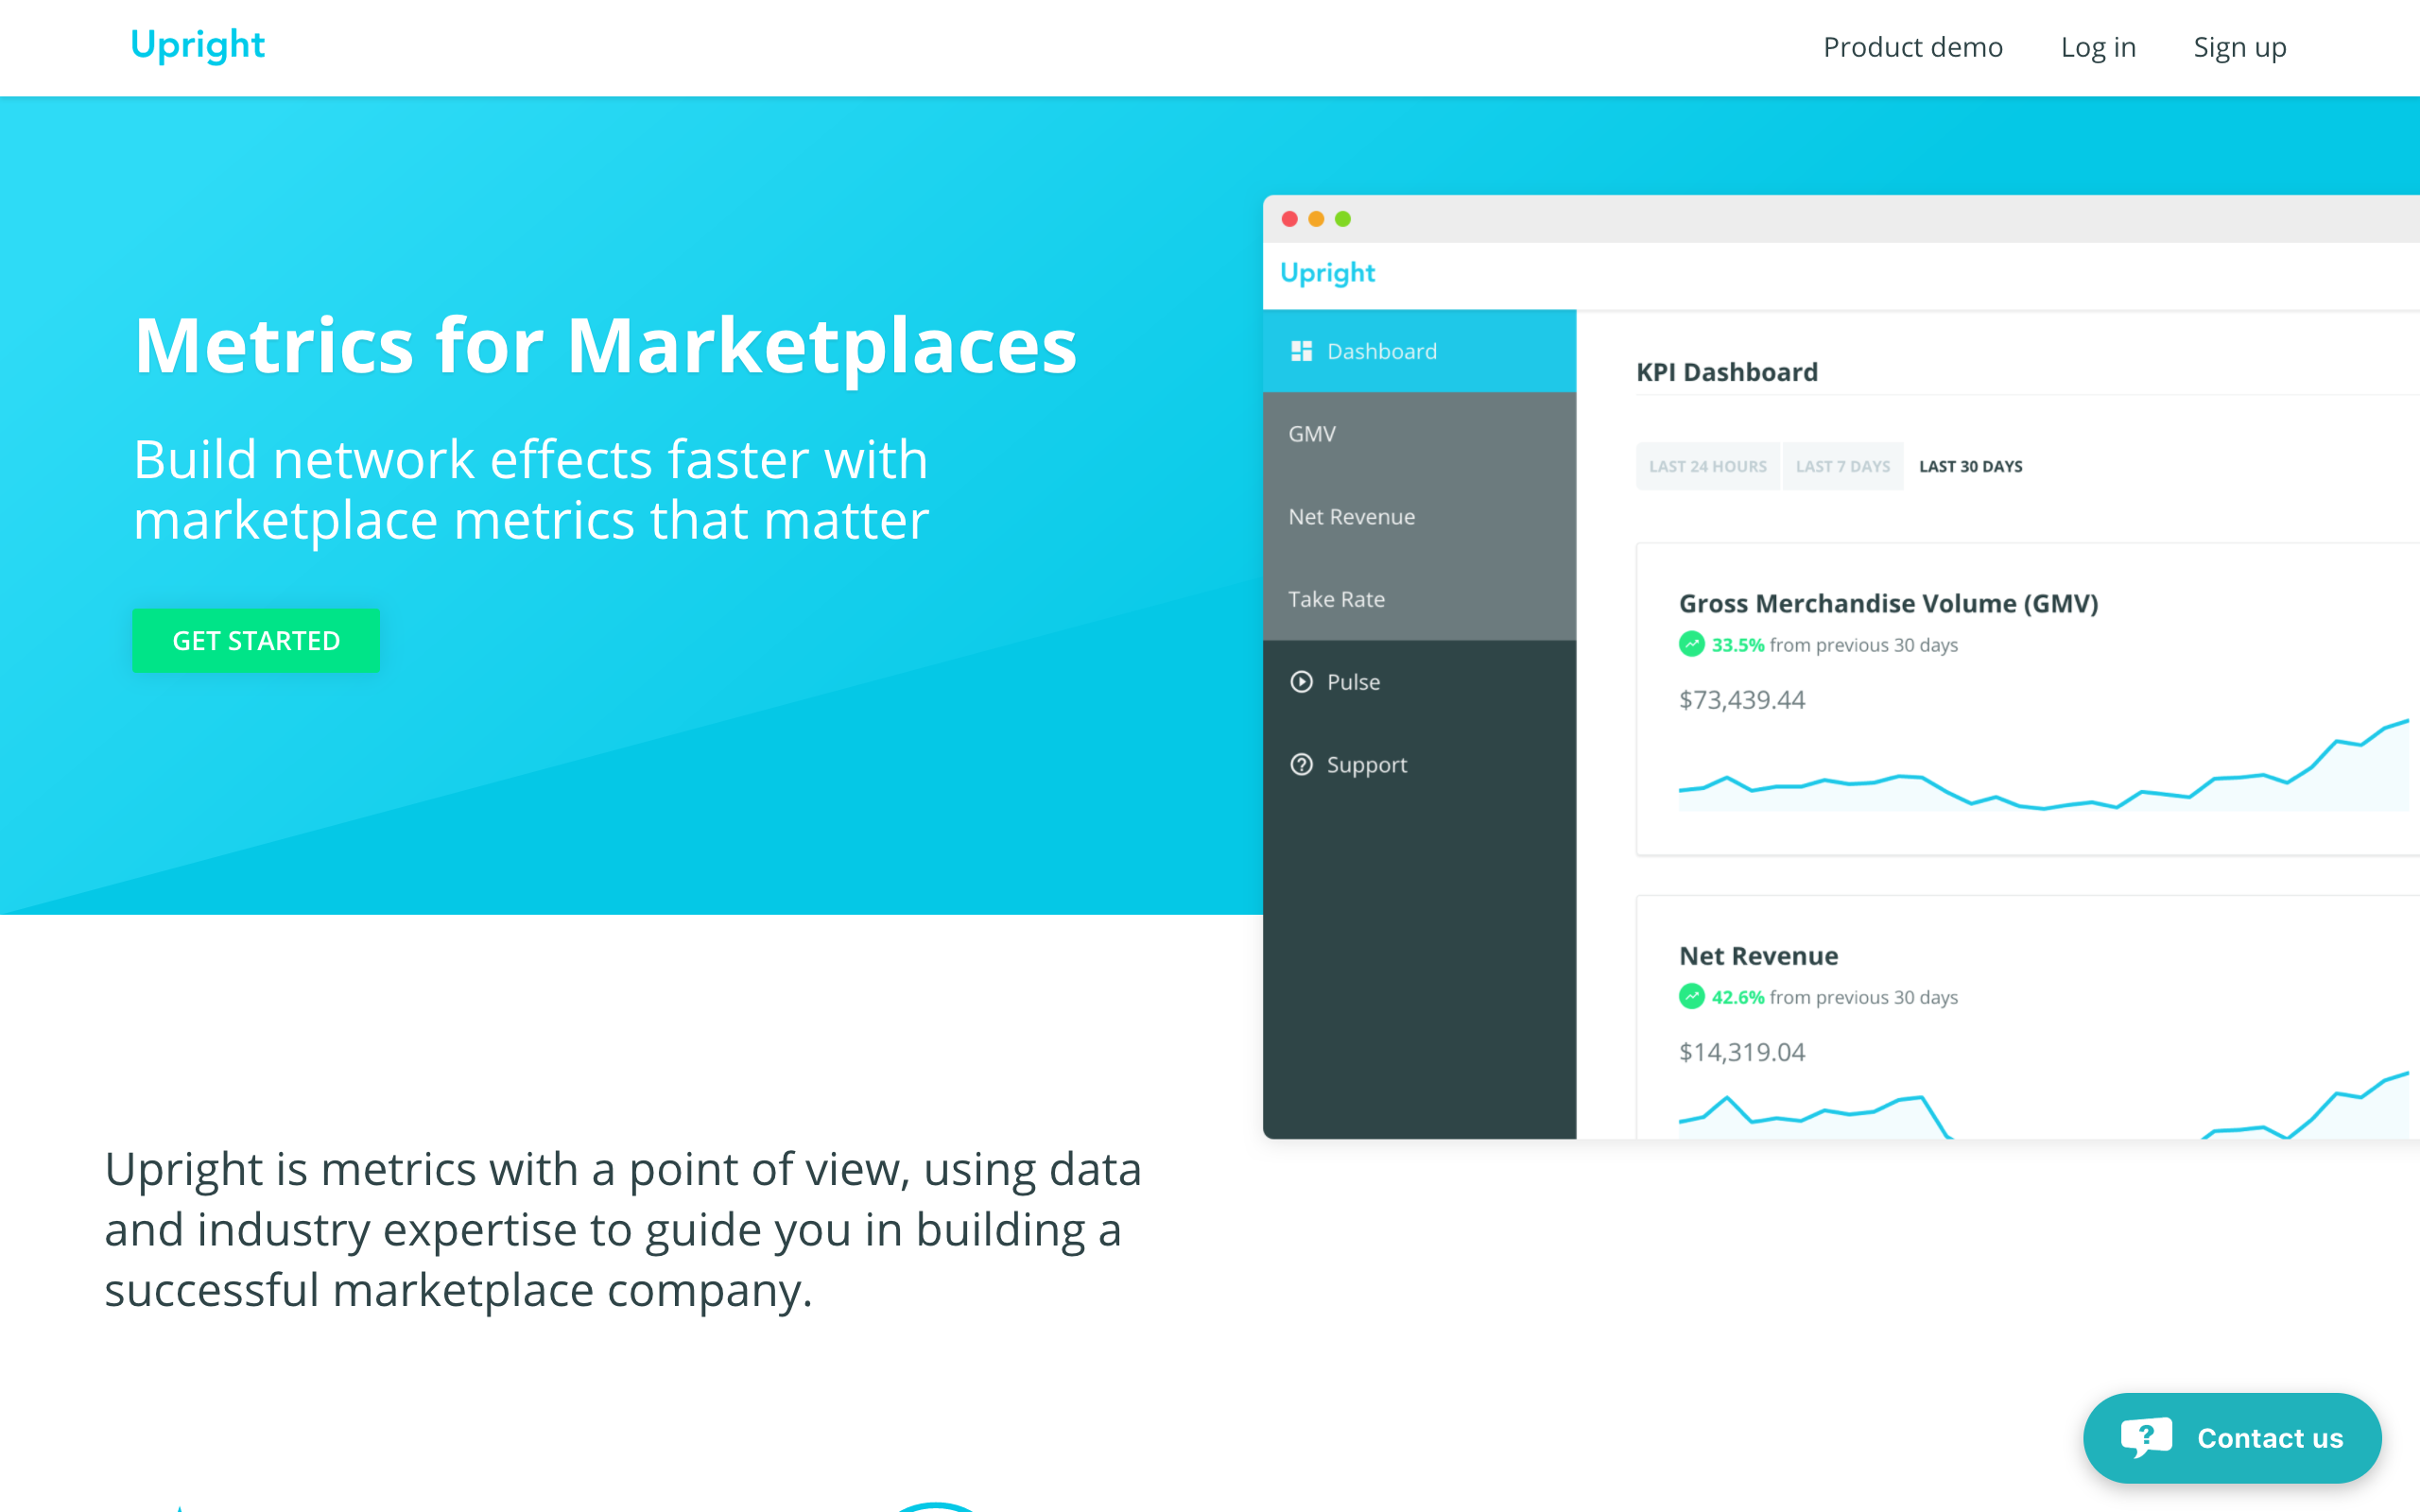 Upright
Product demo
Log in
Sign up
Metrics for Marketplaces
Build network effects faster with
marketplace metrics that matter
GET STARTED
Upright
Dashboard
GMV
Net Revenue
Take Rate
Pulse
Support
KPI Dashboard
LAST 24 HOURS
LAST 7 DAYS
LAST 30 DAYS
Gross Merchandise Volume (GMV)
33.5% from previous 30 days
$73,439.44
Net Revenue
42.6% from previous 30 days
$14,319.04
Upright is metrics with a point of view, using data
and industry expertise to guide you in building a
successful marketplace company.
? Contact us